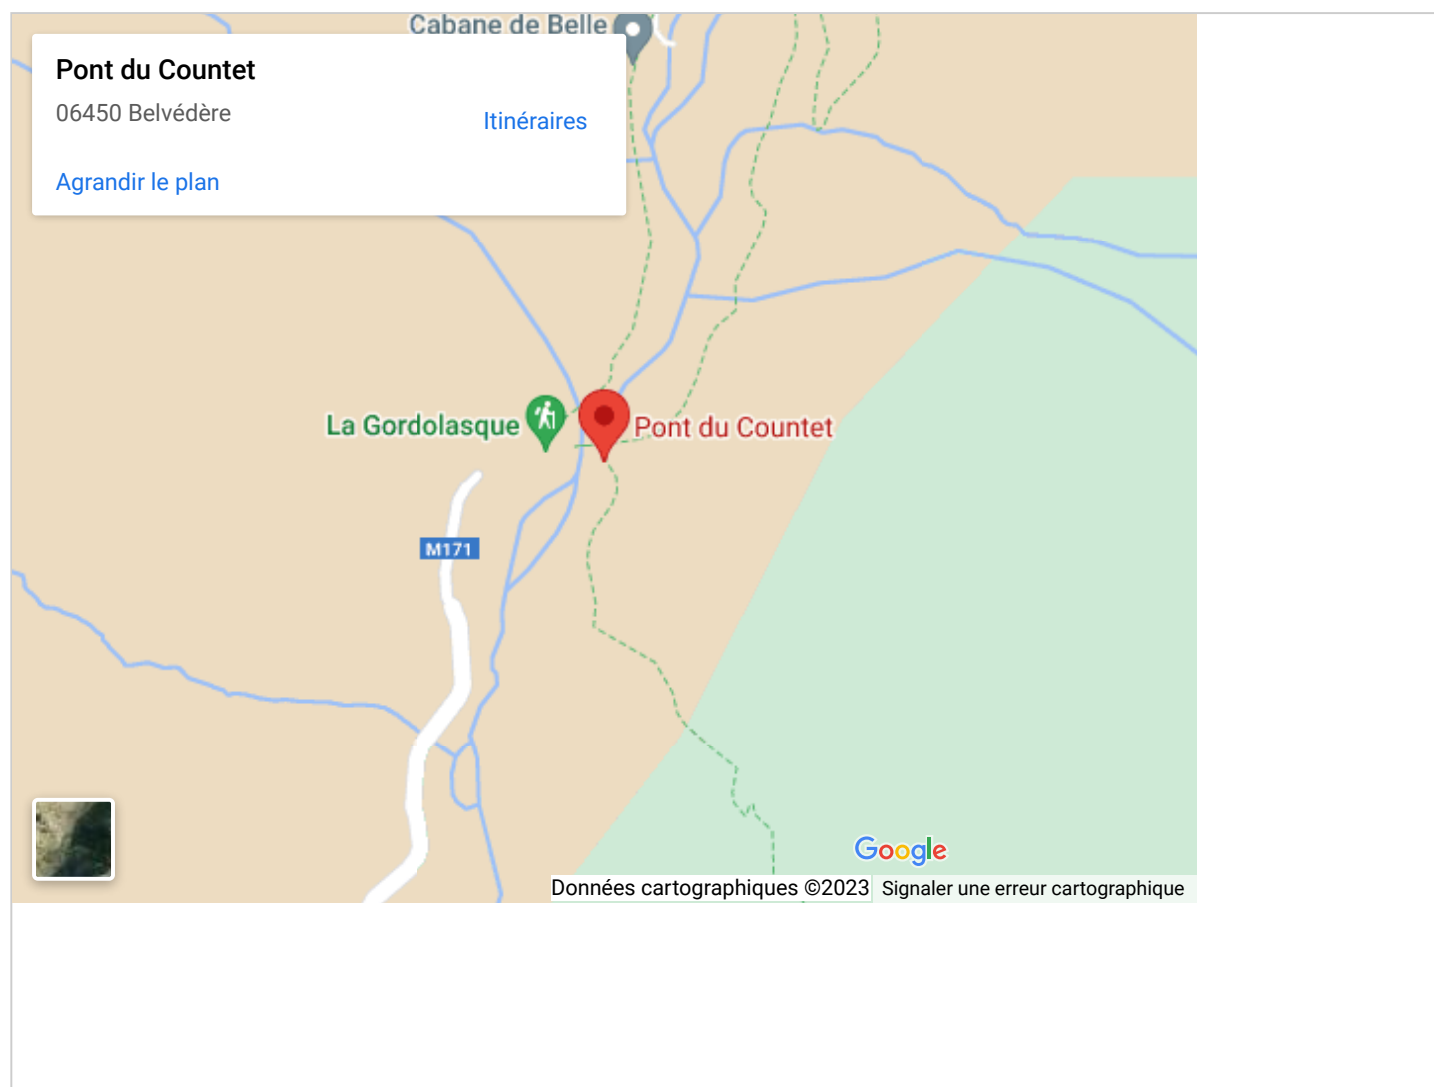 Cabane de Belle
Pont du Countet
06450 Belvédère
Itinéraires
Agrandir le plan
La Gordolasque
Pont du Countet
M171
Google
Données cartographiques ©2023
Signaler une erreur cartographique